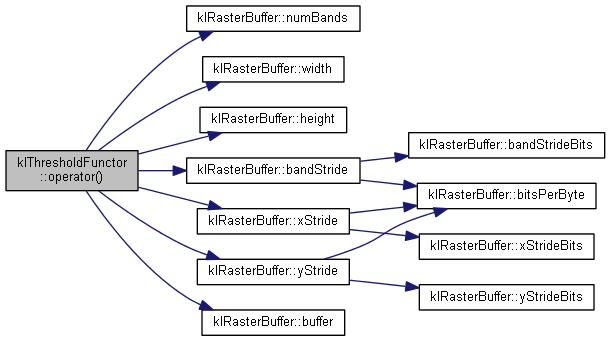 klRasterBuffer::numBands
klRasterBuffer::width
klRasterBuffer::height
klThresholdFunctor
::operator()
klRasterBuffer::bandStride
klRasterBuffer::bandStrideBits
klRasterBuffer::bitsPerByte
klRasterBuffer::xStride
klRasterBuffer::xStrideBits
klRasterBuffer::yStride
klRasterBuffer::yStrideBits
klRasterBuffer::buffer